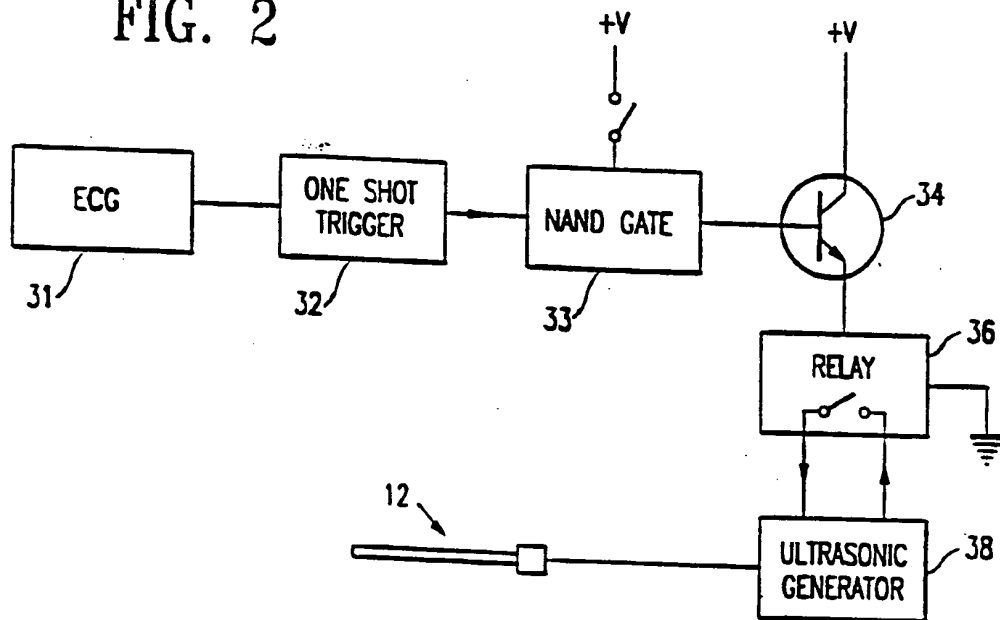 FIG. 2
+V
+V
ECG
ONE SHOT
TRIGGER
NAND GATE
34
31
32
33
36
RELAY
12
ULTRASONIC
GENERATOR
38